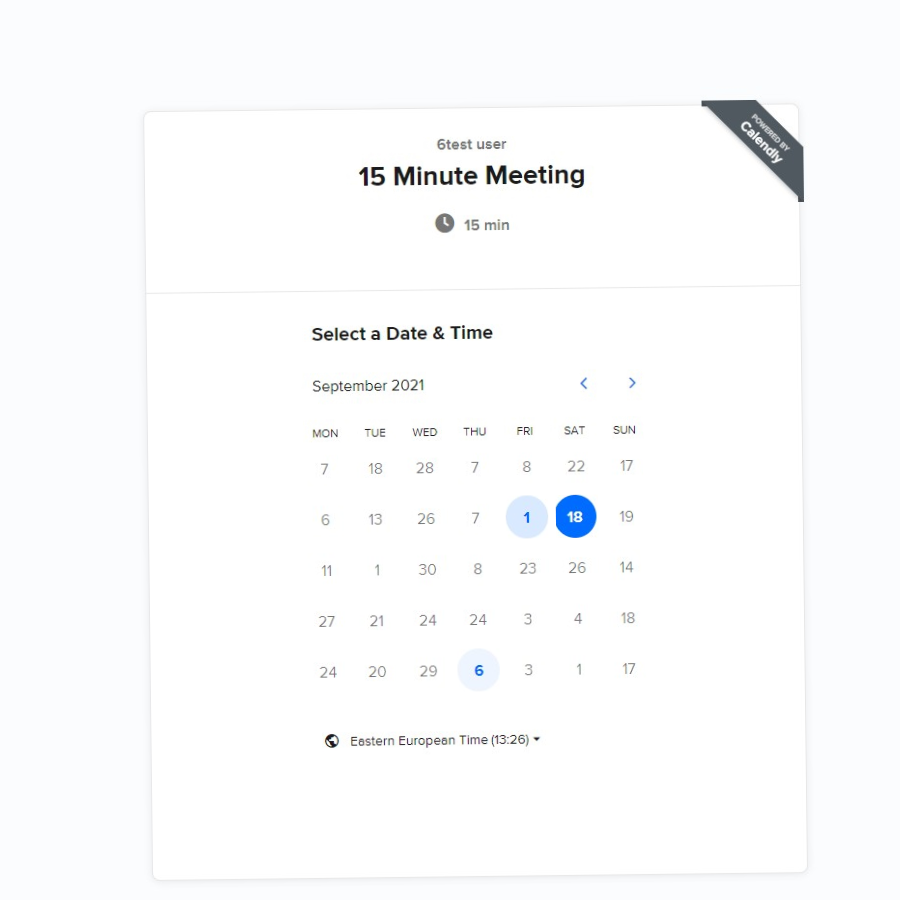 POWERED BY
Calendly
6test user
15 Minute Meeting
15 min
Select a Date & Time
September 2021
MON TUE WED THU FRI SAT SUN
7 18 28 7 8 22 17
6 13 26 7 1 18 19
11 1 30 8 23 26 14
27 21 24 24 3 4 18
24 20 29 6 3 1 17
Eastern European Time (13:26)